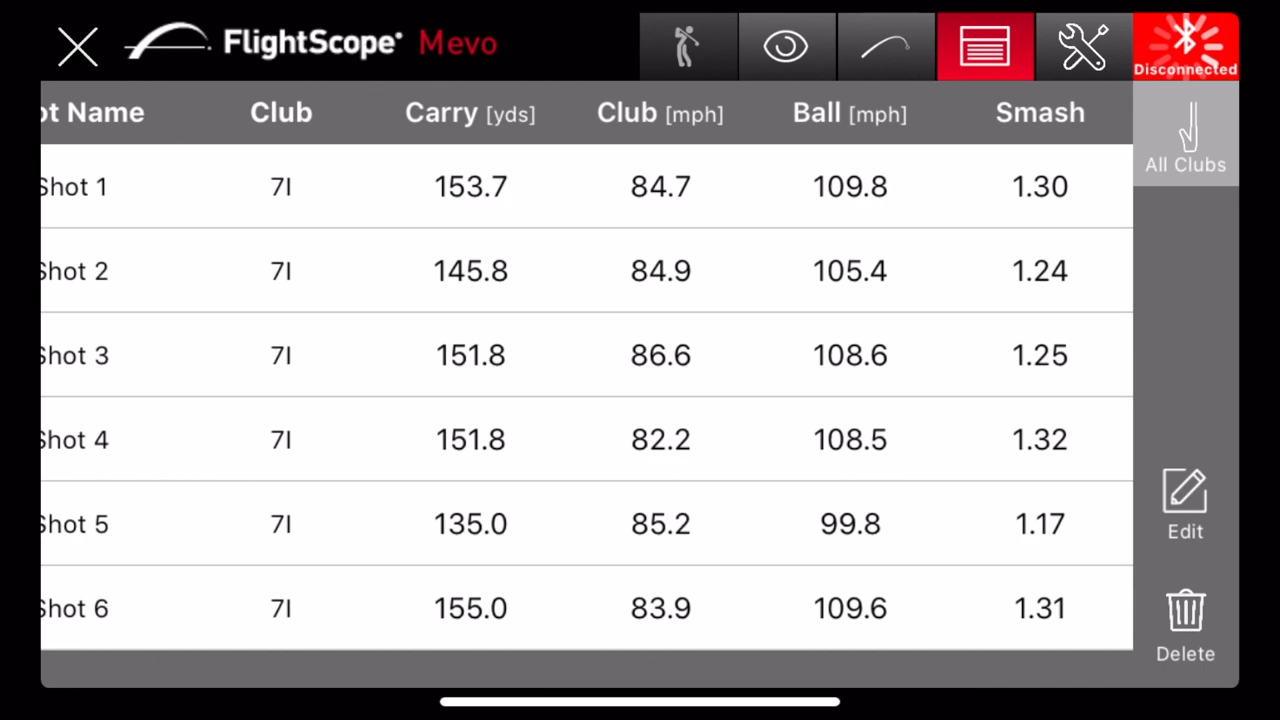 FlightScope Mevo
Disconnected
ot Name Club Carry [yds] Club [mph] Ball [mph] Smash
All Clubs
Shot 1 7I 153.7 84.7 109.8 1.30
Shot 2 7I 145.8 84.9 105.4 1.24
Shot 3 7I 151.8 86.6 108.6 1.25
Shot 4 7I 151.8 82.2 108.5 1.32
Shot 5 7I 135.0 85.2 99.8 1.17
Edit
Shot 6 7I 155.0 83.9 109.6 1.31
Delete